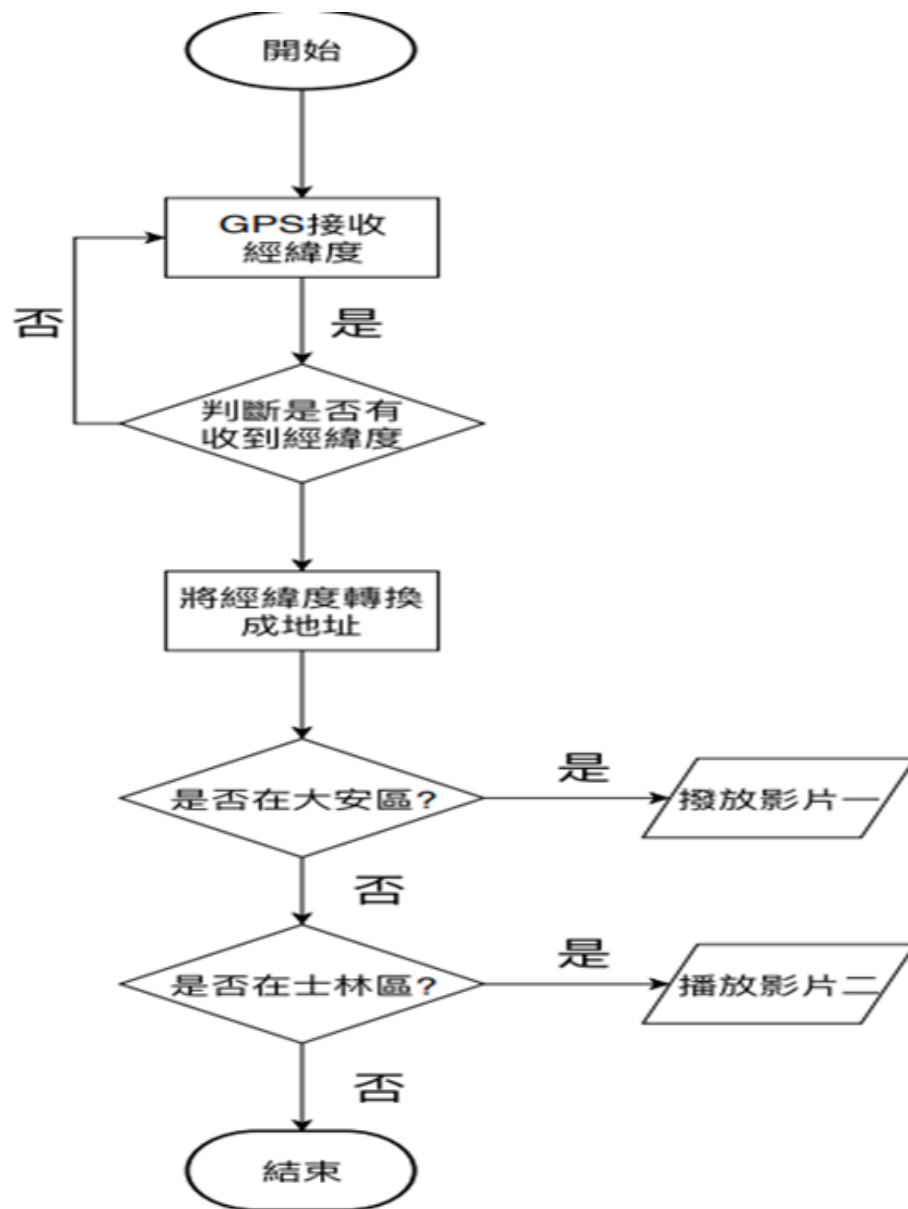 開始
GPS接收
經緯度
否
是
判斷是否有
收到經緯度
將經緯度轉換
成地址
是否在大安區?
是
撥放影片一
否
是否在士林區?
是
播放影片二
否
結束